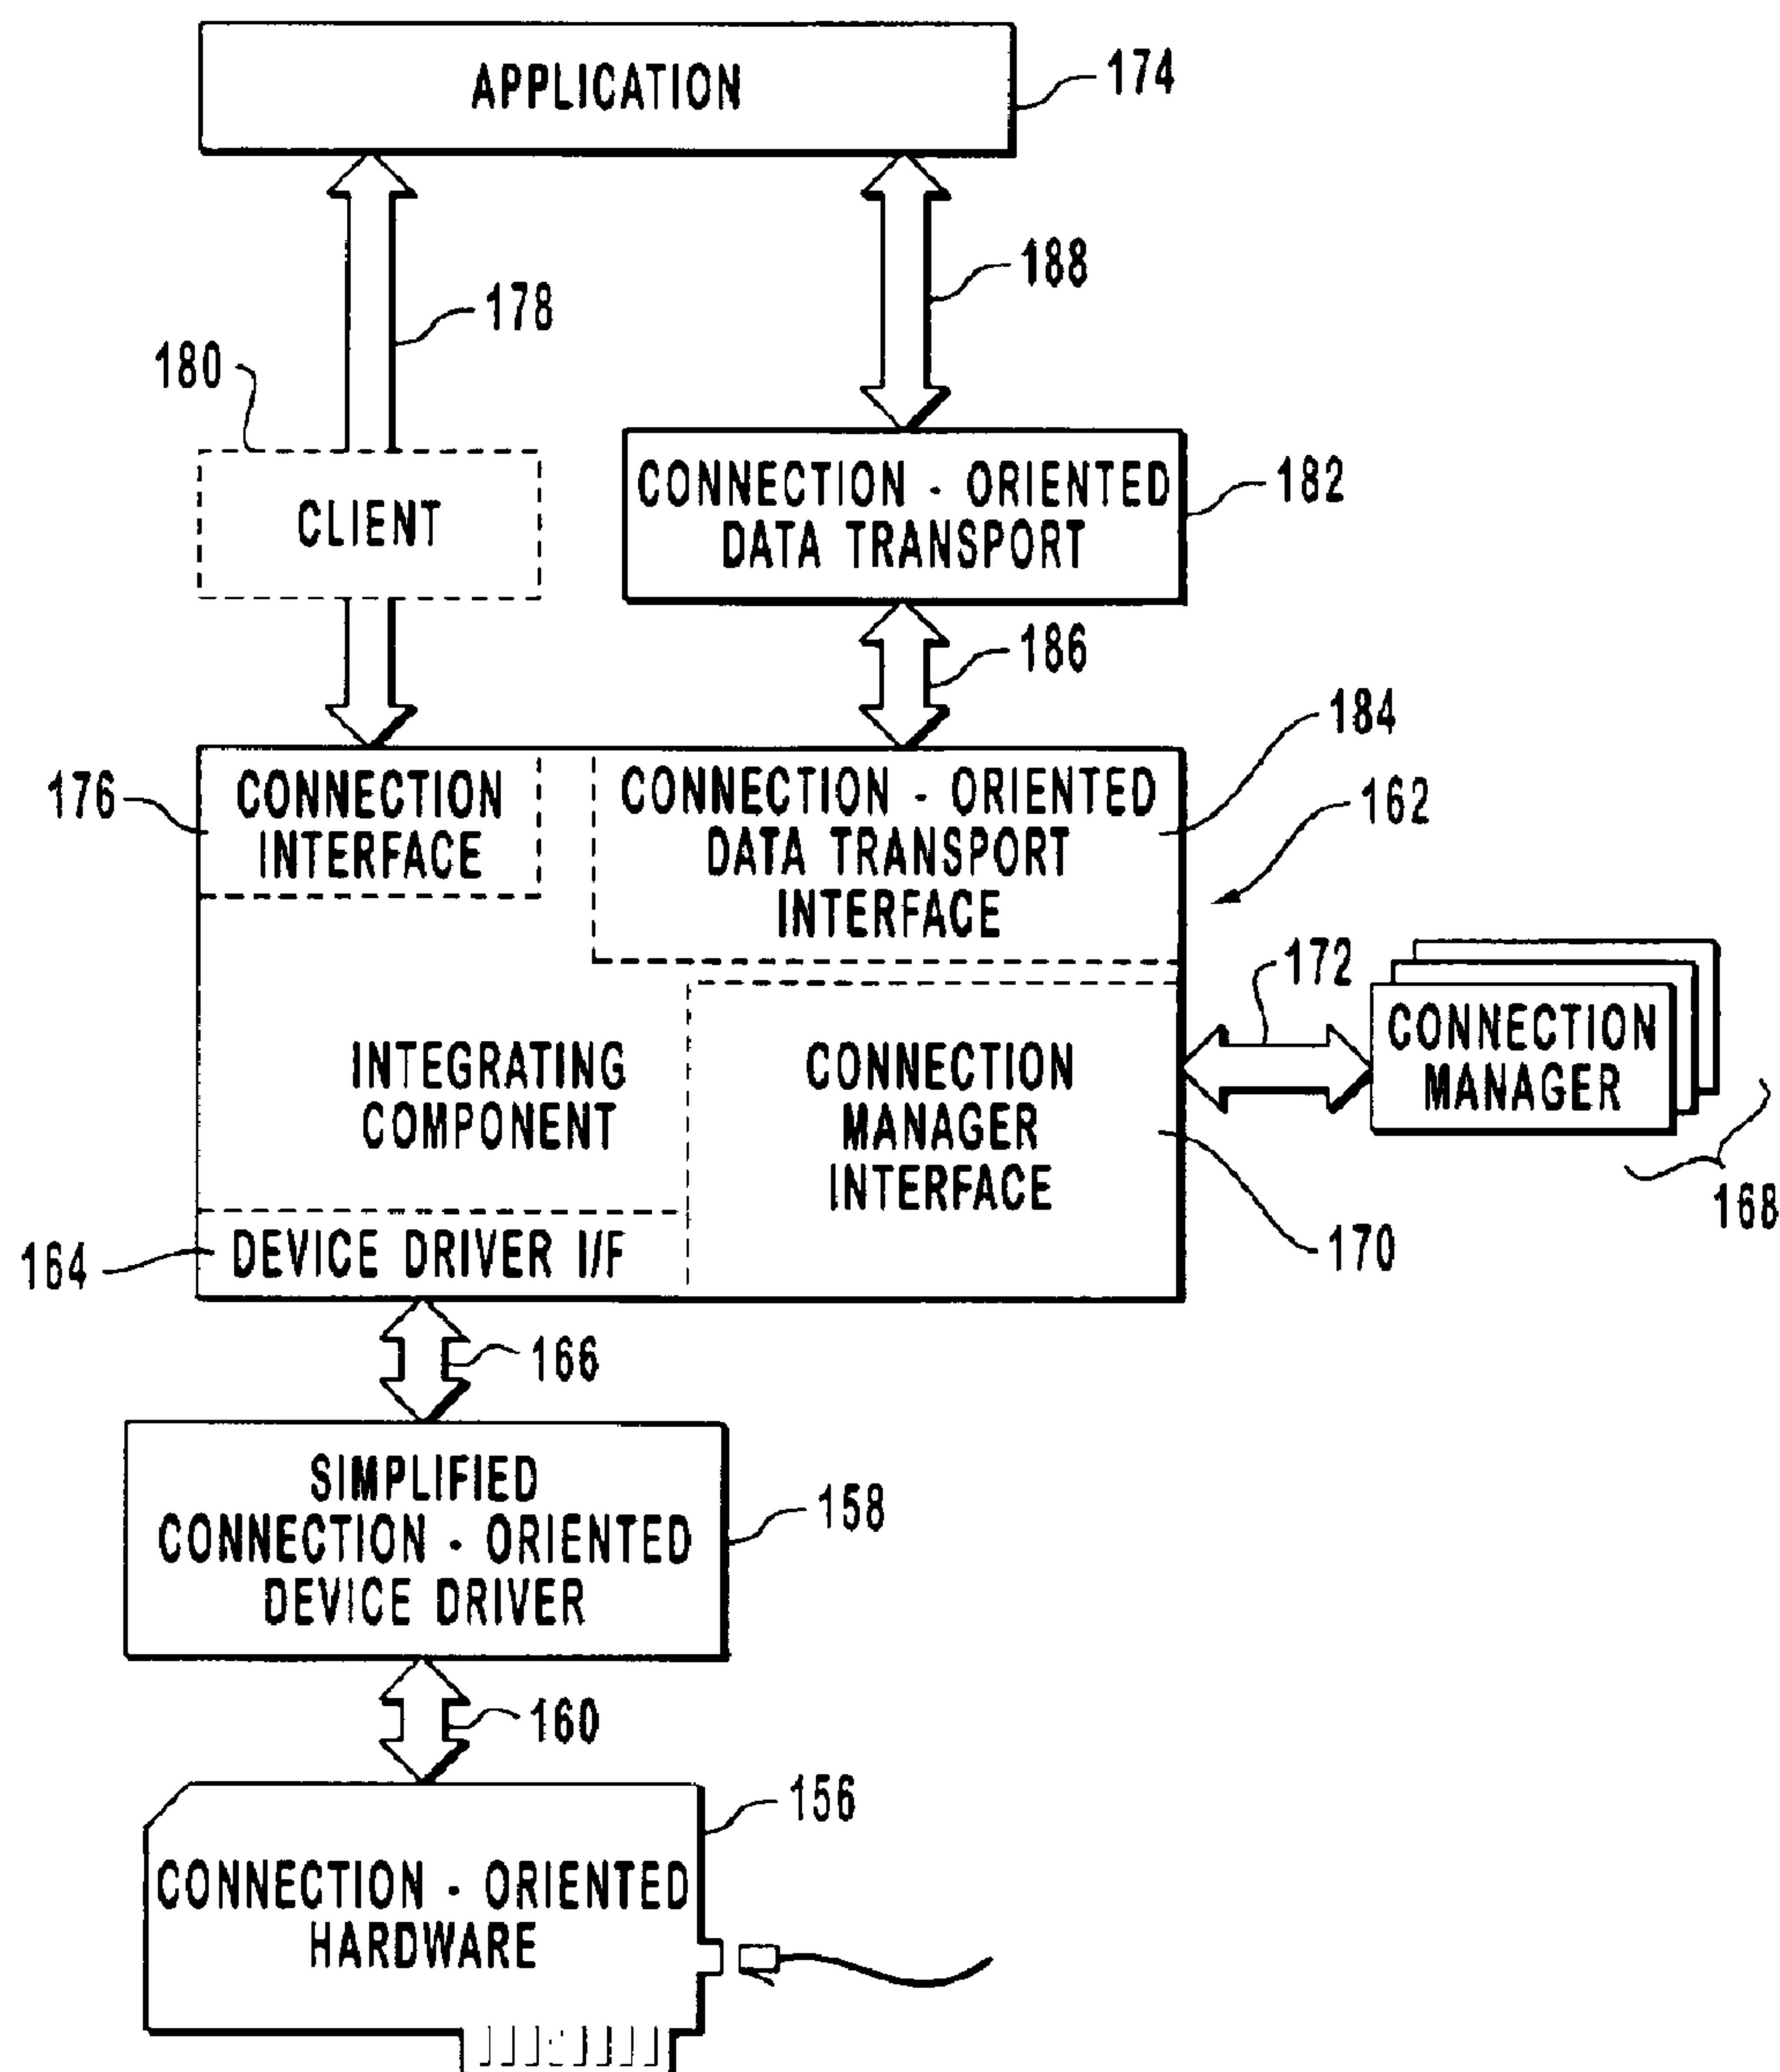 APPLICATION
174
188
178
180
CLIENT
CONNECTION - ORIENTED
DATA TRANSPORT
182
186
184
176
CONNECTION
INTERFACE
CONNECTION - ORIENTED
DATA TRANSPORT
INTERFACE
162
172
CONNECTION
MANAGER
168
INTEGRATING
COMPONENT
CONNECTION
MANAGER
INTERFACE
170
164
DEVICE DRIVER I/F
166
SIMPLIFIED
CONNECTION - ORIENTED
DEVICE DRIVER
158
160
156
CONNECTION - ORIENTED
HARDWARE